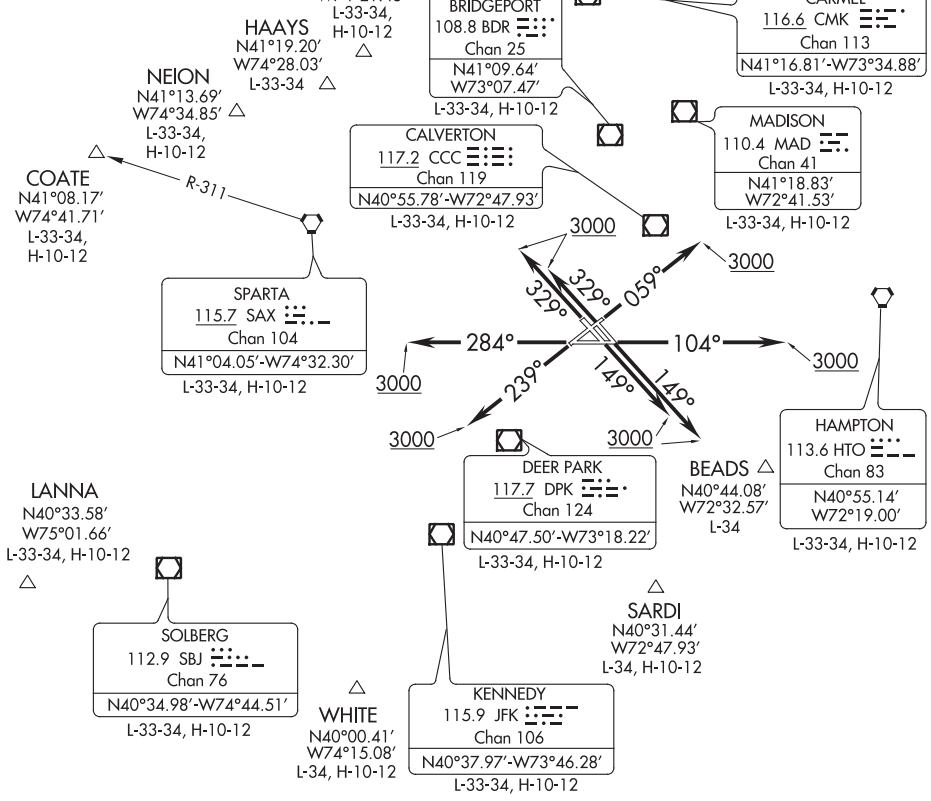 L-33-34,
H-10-12
HAAYS
N41°19.20'
W74°28.03'
L-33-34
NEION
N41°13.69'
W74°34.85'
L-33-34,
H-10-12
COATE
N41°08.17'
W74°41.71'
L-33-34,
H-10-12
R-311
BRIDGEPORT
108.8 BDR
Chan 25
N41°09.64'
W73°07.47'
L-33-34, H-10-12
CARMEL
116.6 CMK
Chan 113
N41°16.81'-W73°34.88'
L-33-34, H-10-12
CALVERTON
117.2 CCC
Chan 119
N40°55.78'-W72°47.93'
L-33-34, H-10-12
MADISON
110.4 MAD
Chan 41
N41°18.83'
W72°41.53'
L-33-34, H-10-12
SPARTA
115.7 SAX
Chan 104
N41°04.05'-W74°32.30'
L-33-34, H-10-12
3000
3000
329°
329°
059°
284°
104°
3000
3000
239°
149°
149°
3000
3000
HAMPTON
113.6 HTO
Chan 83
N40°55.14'
W72°19.00'
L-33-34, H-10-12
DEER PARK
117.7 DPK
Chan 124
N40°47.50'-W73°18.22'
L-33-34, H-10-12
BEADS
N40°44.08'
W72°32.57'
L-34
LANNA
N40°33.58'
W75°01.66'
L-33-34, H-10-12
SOLBERG
112.9 SBJ
Chan 76
N40°34.98'-W74°44.51'
L-33-34, H-10-12
SARDI
N40°31.44'
W72°47.93'
L-34, H-10-12
WHITE
N40°00.41'
W74°15.08'
L-34, H-10-12
KENNEDY
115.9 JFK
Chan 106
N40°37.97'-W73°46.28'
L-33-34, H-10-12